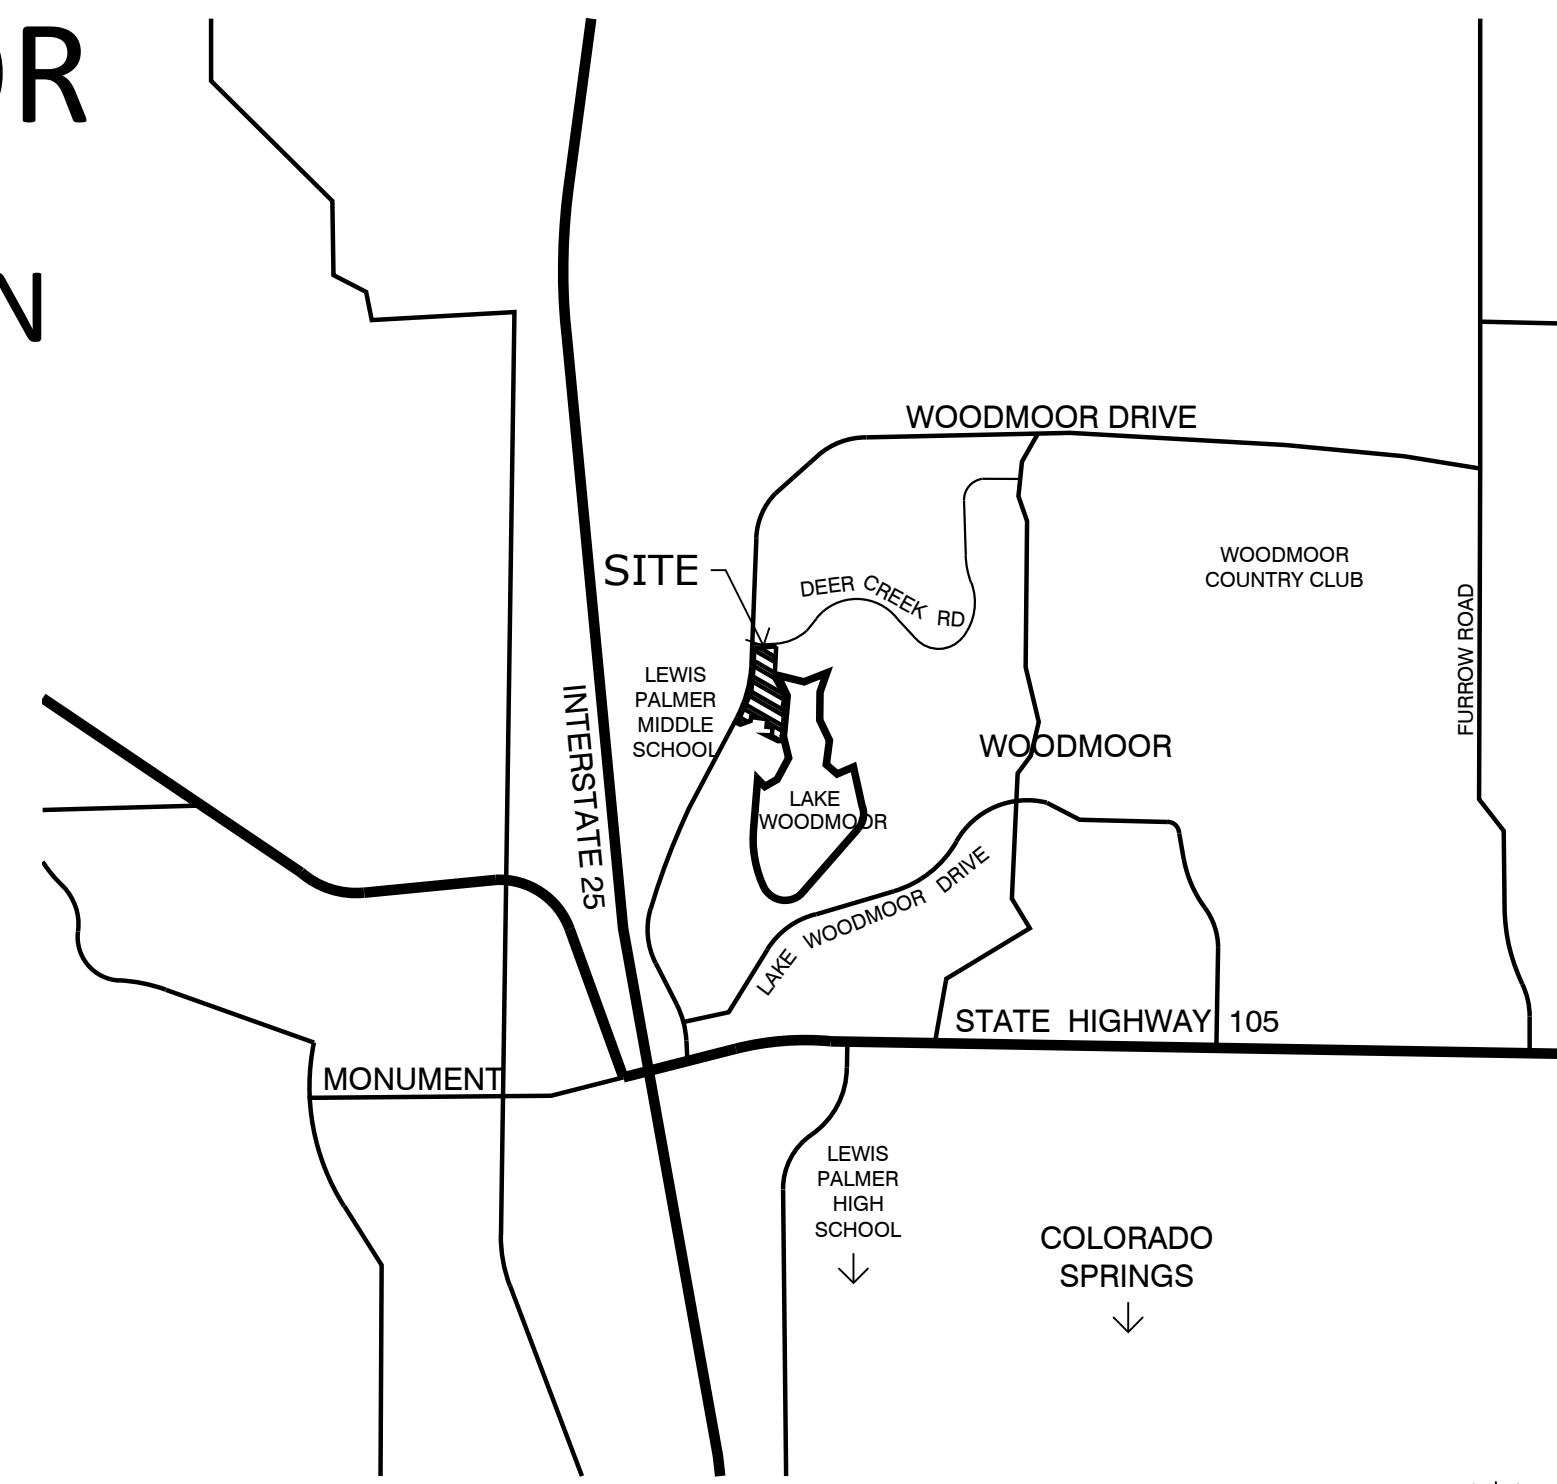 OR
N
WOODMOOR DRIVE
SITE
DEER CREEK RD
WOODMOOR
COUNTRY CLUB
FURROW ROAD
LEWIS
PALMER
MIDDLE
SCHOOL
INTERSTATE 25
WOODMOOR
LAKE
WOODMOOR
LAKE WOODMOOR DRIVE
STATE HIGHWAY 105
MONUMENT
LEWIS
PALMER
HIGH
SCHOOL
COLORADO
SPRINGS